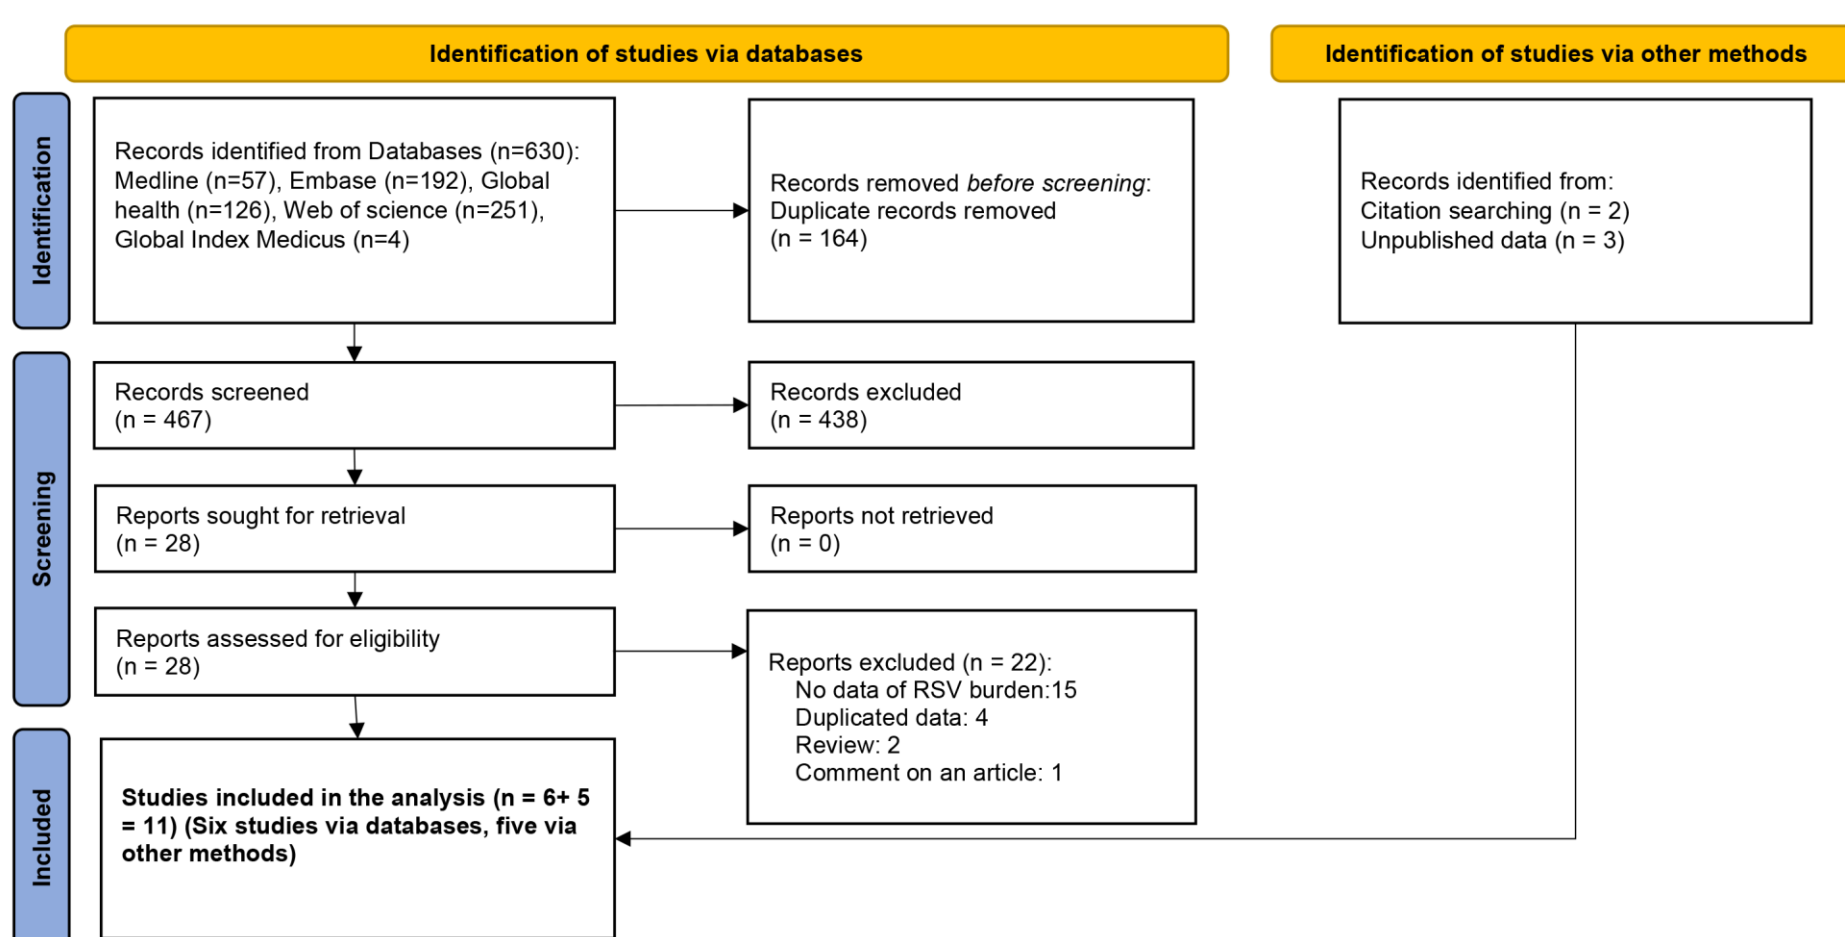 Identification of studies via databases
Identification of studies via other methods
Identification
Records identified from Databases (n=630):
Medline (n=57), Embase (n=192), Global
health (n=126), Web of science (n=251),
Global Index Medicus (n=4)
Records removed before screening:
Duplicate records removed
(n = 164)
Records identified from:
Citation searching (n = 2)
Unpublished data (n = 3)
Screening
Records screened
(n = 467)
Records excluded
(n = 438)
Reports sought for retrieval
(n = 28)
Reports not retrieved
(n = 0)
Reports assessed for eligibility
(n = 28)
Reports excluded (n = 22):
No data of RSV burden:15
Duplicated data: 4
Review: 2
Comment on an article: 1
Included
Studies included in the analysis (n = 6+ 5
= 11) (Six studies via databases, five via
other methods)